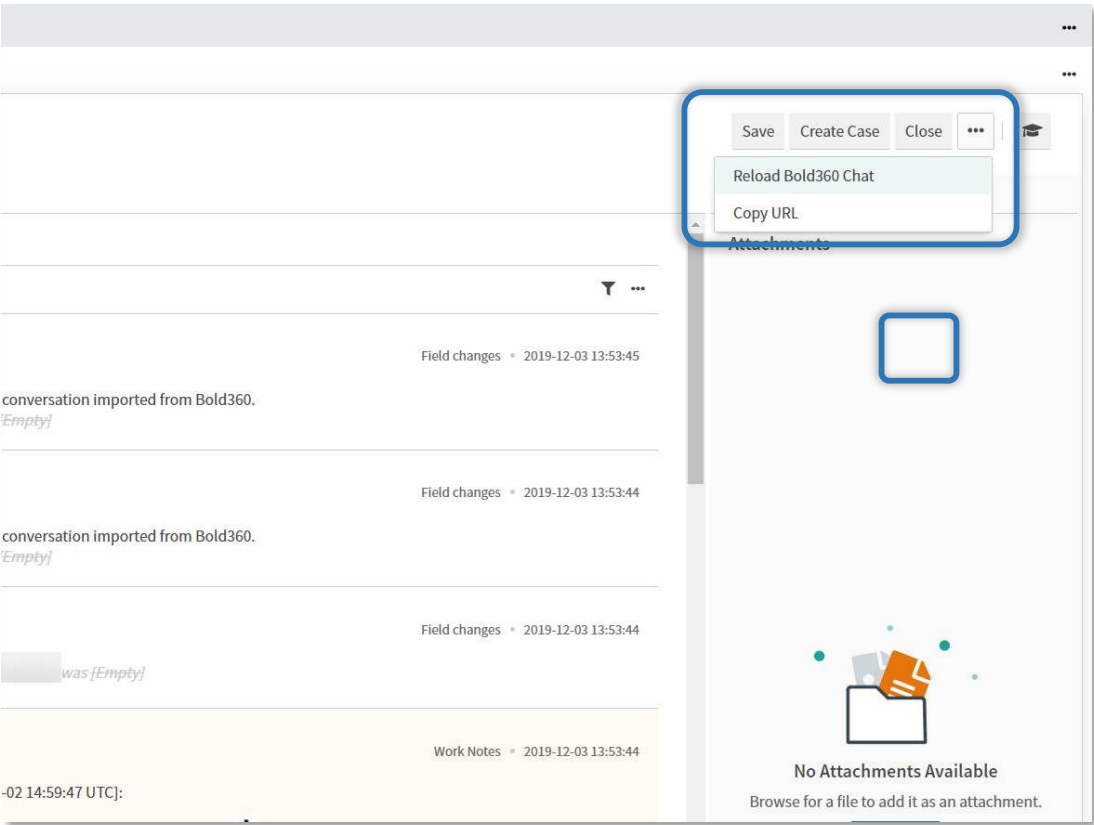 Save Create Case Close
Reload Bold360 Chat
Copy URL
Attachments
Field changes • 2019-12-03 13:53:45
conversation imported from Bold360.
[Empty]
Field changes • 2019-12-03 13:53:44
conversation imported from Bold360.
[Empty]
Field changes • 2019-12-03 13:53:44
was [Empty]
Work Notes • 2019-12-03 13:53:44
-02 14:59:47 UTC]:
No Attachments Available
Browse for a file to add it as an attachment.